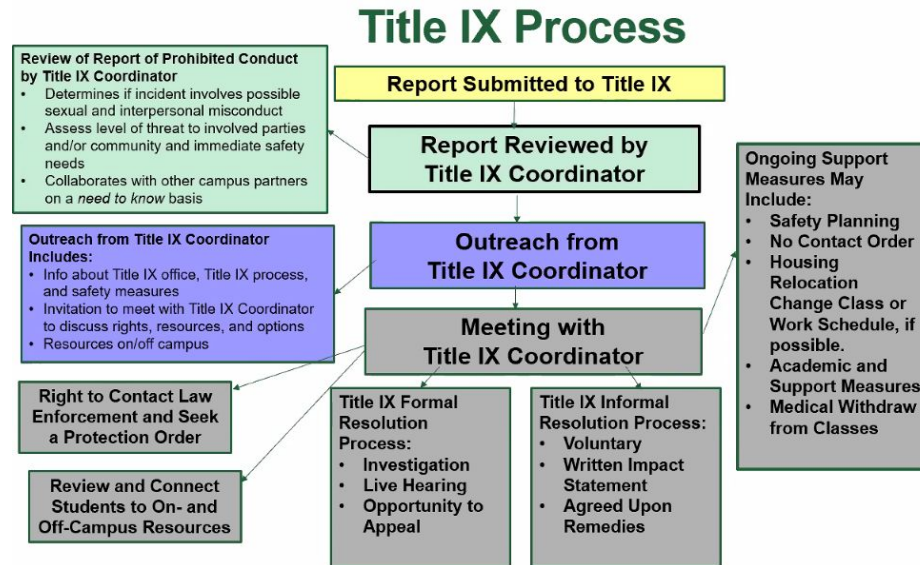 Title IX Process
Review of Report of Prohibited Conduct
by Title IX Coordinator
• Determines if incident involves possible
sexual and interpersonal misconduct
• Assess level of threat to involved parties
and/or community and immediate safety
needs
• Collaborates with other campus partners
on a need to know basis
Report Submitted to Title IX
Report Reviewed by
Title IX Coordinator
Outreach from Title IX Coordinator
Includes:
• Info about Title IX office, Title IX process,
and safety measures
• Invitation to meet with Title IX Coordinator
to discuss rights, resources, and options
• Resources on/off campus
Outreach from
Title IX Coordinator
Meeting with
Title IX Coordinator
Ongoing Support
Measures May
Include:
• Safety Planning
• No Contact Order
• Housing
Relocation
Change Class or
Work Schedule, if
possible.
• Academic and
Support Measures
• Medical Withdraw
from Classes
Right to Contact Law
Enforcement and Seek
a Protection Order
Review and Connect
Students to On- and
Off-Campus Resources
Title IX Formal
Resolution
Process:
• Investigation
• Live Hearing
• Opportunity to
Appeal
Title IX Informal
Resolution Process:
• Voluntary
• Written Impact
Statement
• Agreed Upon
Remedies